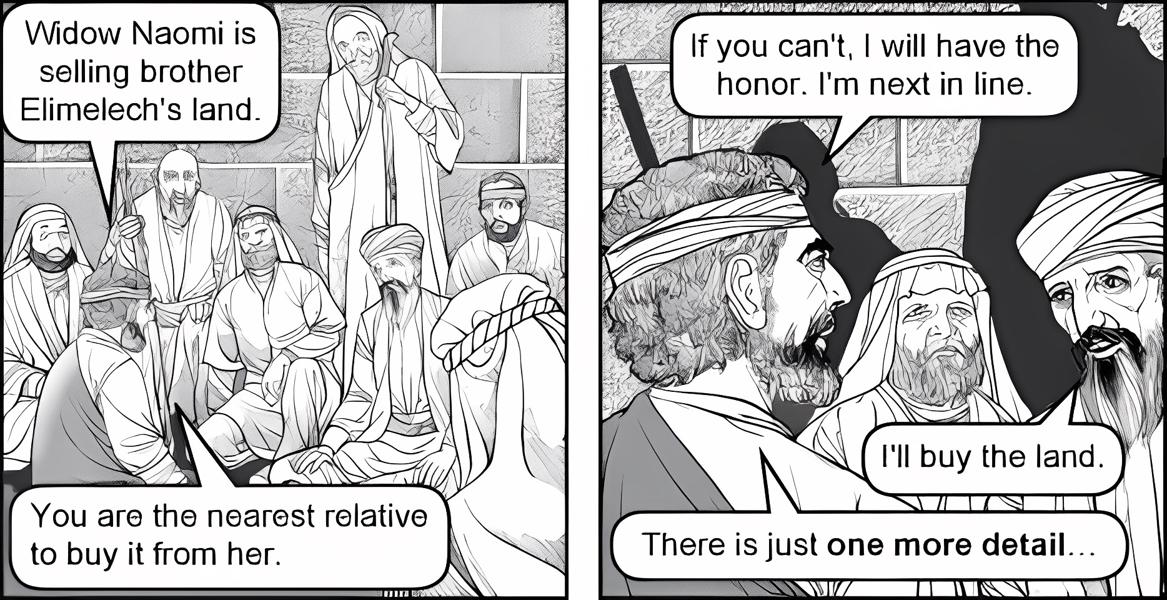 Widow Naomi is
selling brother
Elimelech's land.
You are the nearest relative
to buy it from her.
If you can't, I will have the
honor. I'm next in line.
I'll buy the land.
There is just one more detail...